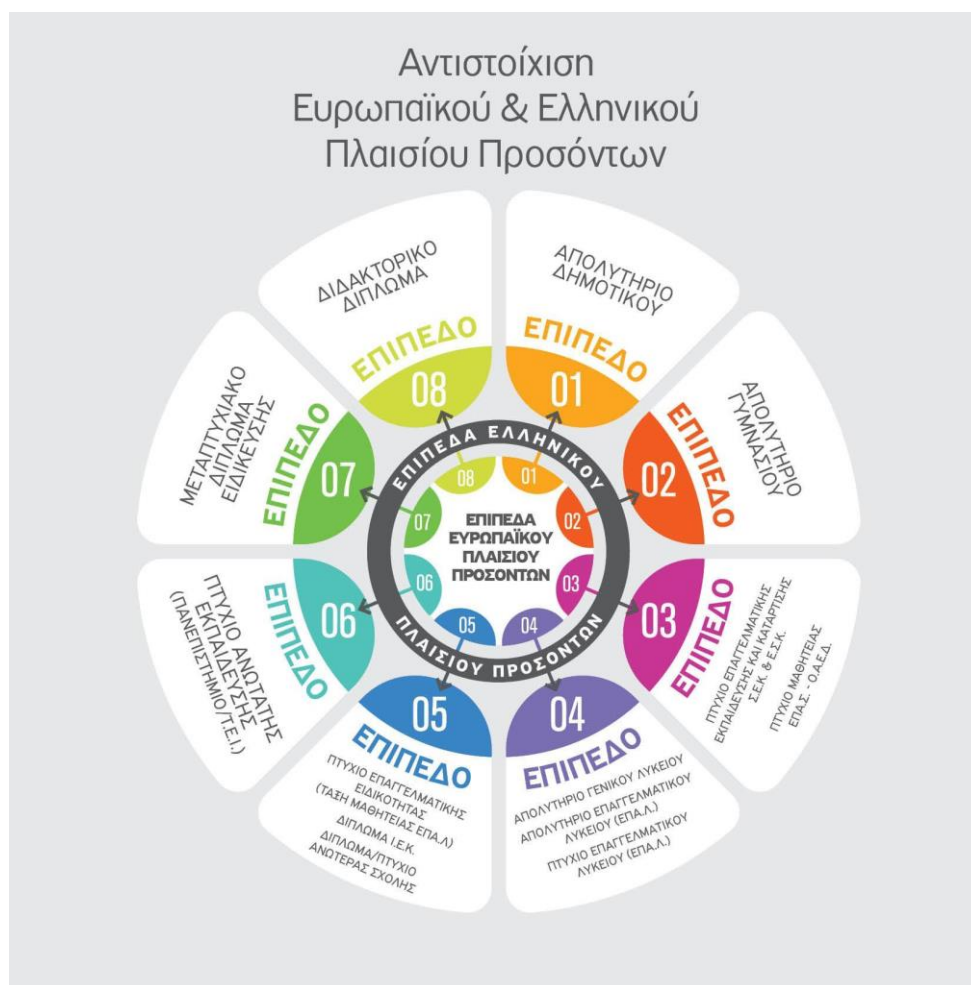 Αντιστοίχιση
Ευρωπαϊκού & Ελληνικού
Πλαισίου Προσόντων
ΑΠΟΛΥΤΗΡΙΟ
ΔΗΜΟΤΙΚΟΥ
ΕΠΙΠΕΔΟ
01
ΑΠΟΛΥΤΗΡΙΟ
ΓΥΜΝΑΣΙΟΥ
ΕΠΙΠΕΔΟ
02
ΕΠΙΠΕΔΟ
03
ΠΤΥΧΙΟ ΕΠΑΓΓΕΛΜΑΤΙΚΗΣ
ΕΚΠΑΙΔΕΥΣΗΣ ΚΑΙ ΚΑΤΑΡΤΙΣΗΣ
Σ.Ε.Κ. & Ε.Σ.Κ.
ΠΤΥΧΙΟ ΜΑΘΗΤΕΙΑΣ
ΕΠΑ.Σ. - Ο.Α.Ε.Δ.
04
ΕΠΙΠΕΔΟ
ΑΠΟΛΥΤΗΡΙΟ ΓΕΝΙΚΟΥ ΛΥΚΕΙΟΥ
ΑΠΟΛΥΤΗΡΙΟ ΕΠΑΓΓΕΛΜΑΤΙΚΟΥ
ΛΥΚΕΙΟΥ (ΕΠΑ.Λ.)
ΠΤΥΧΙΟ ΕΠΑΓΓΕΛΜΑΤΙΚΟΥ
ΛΥΚΕΙΟΥ (ΕΠΑ.Λ.)
05
ΕΠΙΠΕΔΟ
ΠΤΥΧΙΟ ΕΠΑΓΓΕΛΜΑΤΙΚΗΣ
ΕΙΔΙΚΟΤΗΤΑΣ
(ΤΑΞΗ ΜΑΘΗΤΕΙΑΣ ΕΠΑ.Λ)
ΔΙΠΛΩΜΑ Ι.Ε.Κ.
ΔΙΠΛΩΜΑ/ΠΤΥΧΙΟ
ΑΝΩΤΕΡΑΣ ΣΧΟΛΗΣ
06
ΕΠΙΠΕΔΟ
ΠΤΥΧΙΟ ΑΝΩΤΑΤΗΣ
ΕΚΠΑΙΔΕΥΣΗΣ
(ΠΑΝΕΠΙΣΤΗΜΙΟ/Τ.Ε.Ι.)
ΜΕΤΑΠΤΥΧΙΑΚΟ
ΔΙΠΛΩΜΑ
ΕΙΔΙΚΕΥΣΗΣ
ΕΠΙΠΕΔΟ
07
ΔΙΔΑΚΤΟΡΙΚΟ
ΔΙΠΛΩΜΑ
ΕΠΙΠΕΔΟ
08
ΕΠΙΠΕΔΑ ΕΛΛΗΝΙΚΟΥ
ΠΛΑΙΣΙΟΥ ΠΡΟΣΟΝΤΩΝ
01
02
03
04
05
06
07
08
ΕΠΙΠΕΔΑ
ΕΥΡΩΠΑΪΚΟΥ
ΠΛΑΙΣΙΟΥ
ΠΡΟΣΟΝΤΩΝ